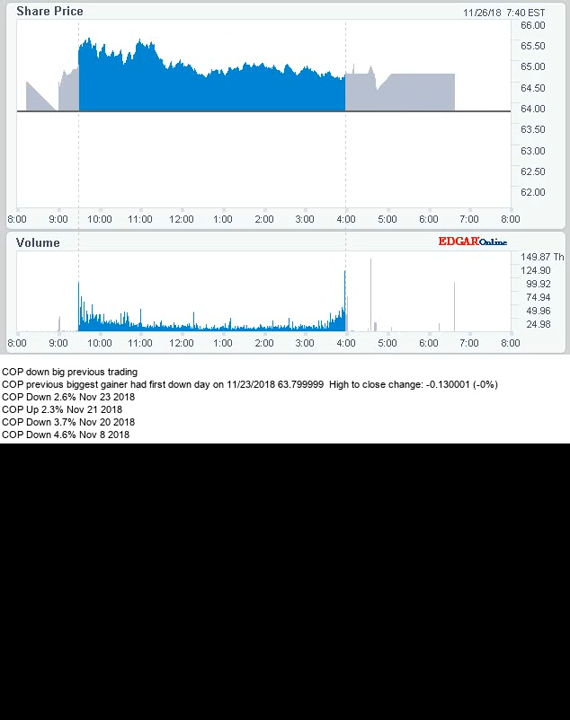 Share Price
11/26/18 7:40 EST
66.00
65.50
65.00
64.50
64.00
63.50
63.00
62.50
62.00
8:00 9:00 10:00 11:00 12:00 1:00 2:00 3:00 4:00 5:00 6:00 7:00 8:00
Volume
EDGAR Online
149.87 Th
124.90
99.92
74.94
49.96
24.98
8:00 9:00 10:00 11:00 12:00 1:00 2:00 3:00 4:00 5:00 6:00 7:00 8:00
COP down big previous trading
COP previous biggest gainer had first down day on 11/23/2018 63.799999 High to close change: -0.130001 (-0%)
COP Down 2.6% Nov 23 2018
COP Up 2.3% Nov 21 2018
COP Down 3.7% Nov 20 2018
COP Down 4.6% Nov 8 2018